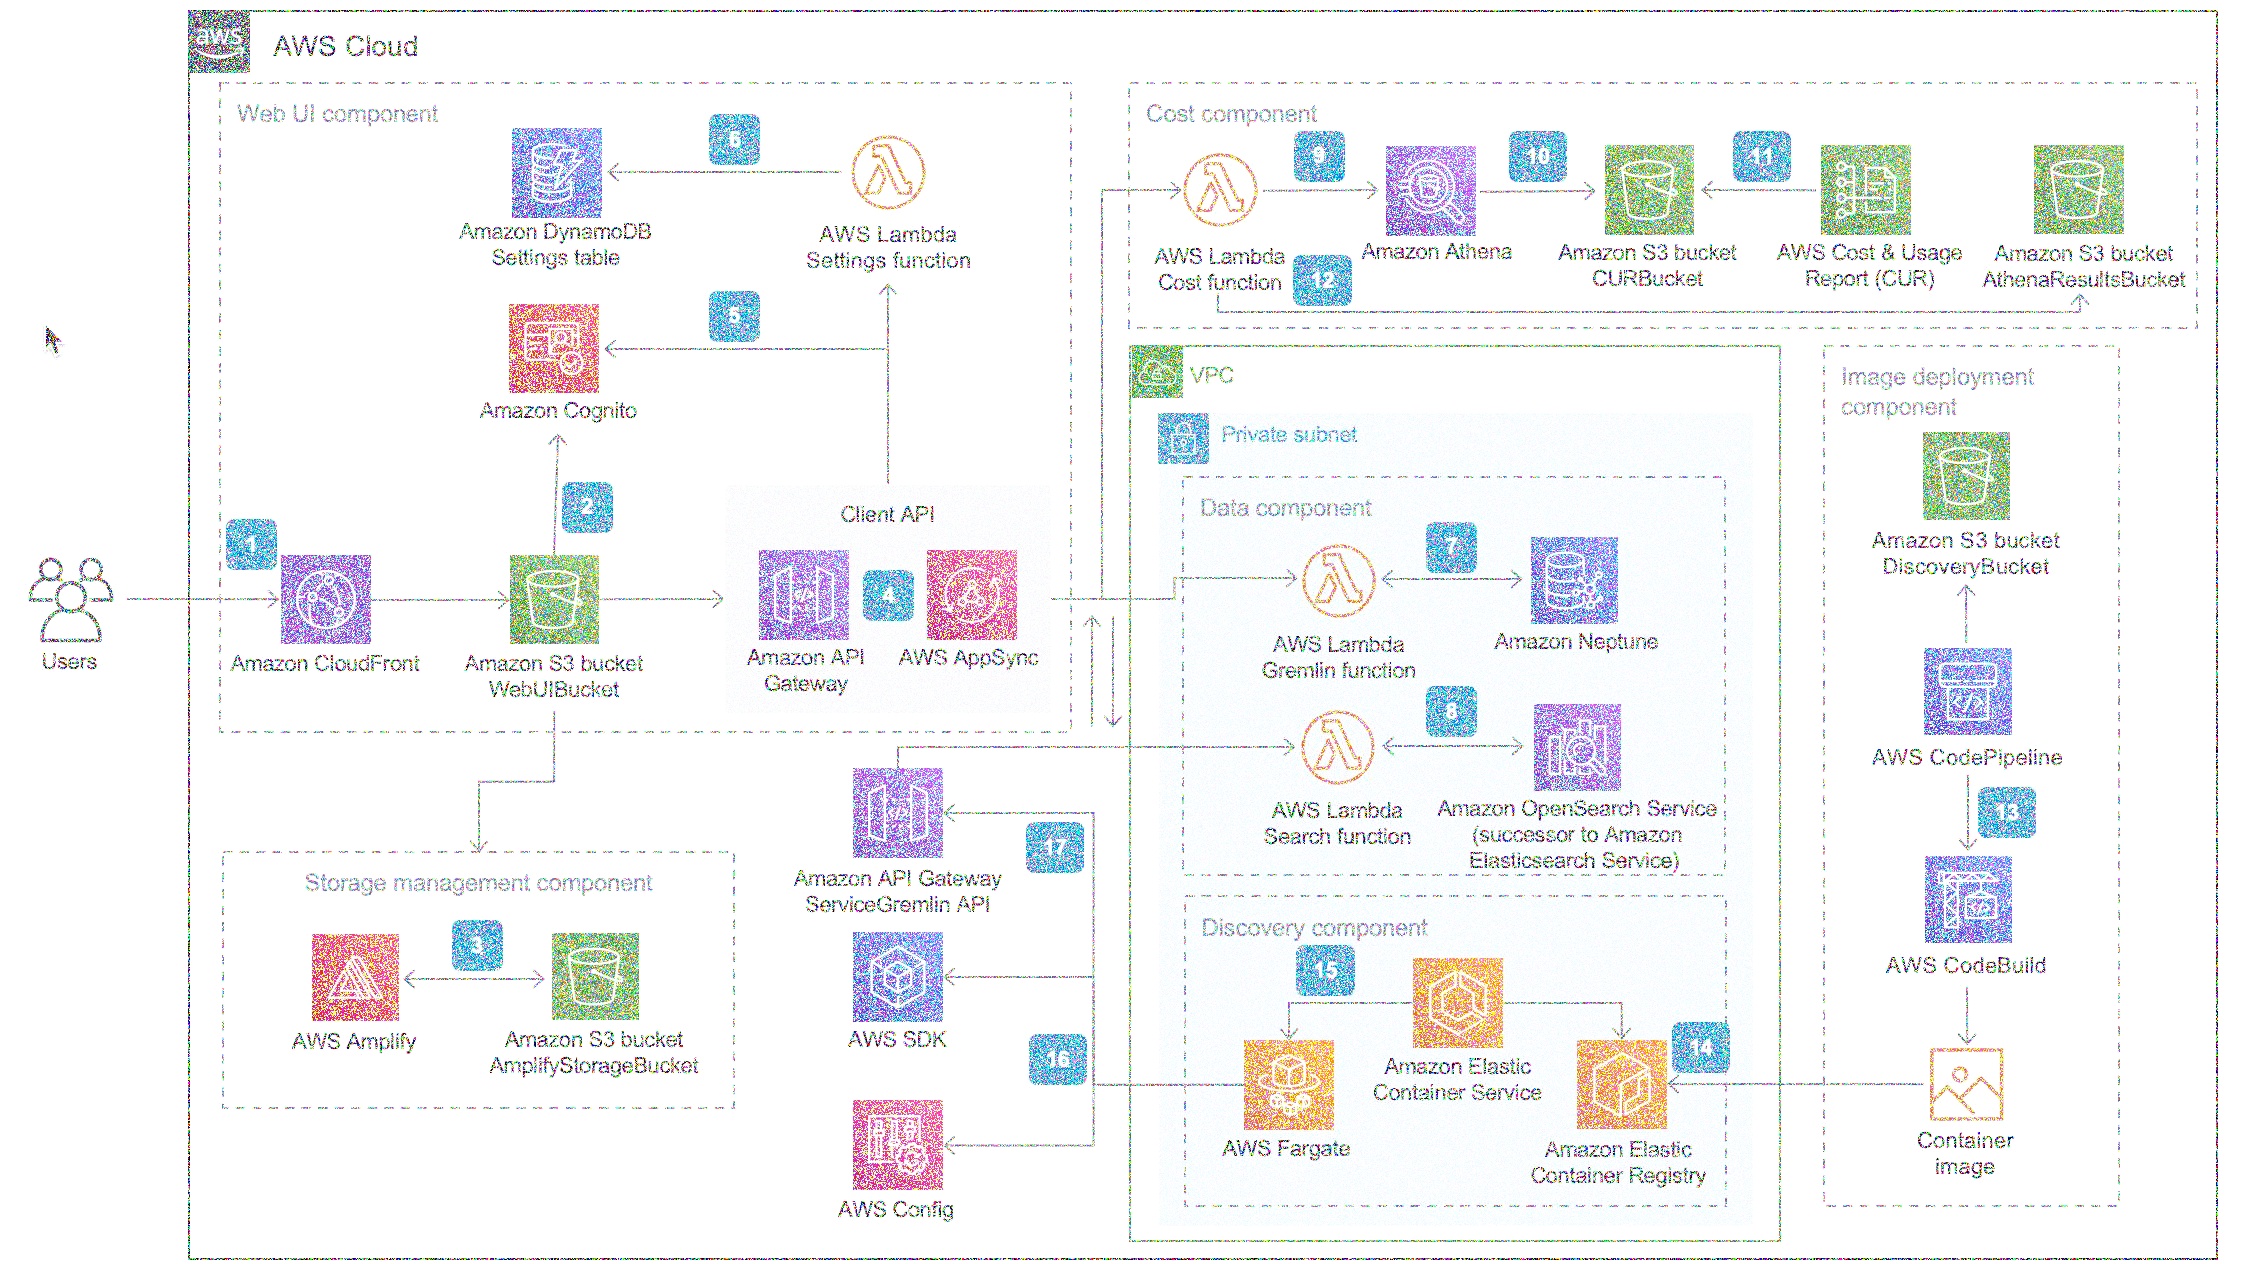 aws
AWS Cloud
Web UI component
6
Amazon DynamoDB
Settings table
AWS Lambda
Settings function
5
Amazon Cognito
2
1
Client API
4
Users
Amazon CloudFront
Amazon S3 bucket
WebUIBucket
Amazon API
Gateway
AWS AppSync
Storage management component
3
AWS Amplify
Amazon S3 bucket
AmplifyStorageBucket
17
Amazon API Gateway
ServiceGremlin API
AWS SDK
16
AWS Config
Cost component
9
10
11
AWS Lambda
Cost function
Amazon Athena
Amazon S3 bucket
CURBucket
AWS Cost & Usage
Report (CUR)
Amazon S3 bucket
AthenaResultsBucket
12
VPC
Private subnet
Data component
7
AWS Lambda
Gremlin function
Amazon Neptune
8
AWS Lambda
Search function
Amazon OpenSearch Service
(successor to Amazon
Elasticsearch Service)
Discovery component
15
Amazon Elastic
Container Service
14
AWS Fargate
Amazon Elastic
Container Registry
Image deployment
component
Amazon S3 bucket
DiscoveryBucket
AWS CodePipeline
13
AWS CodeBuild
Container
image